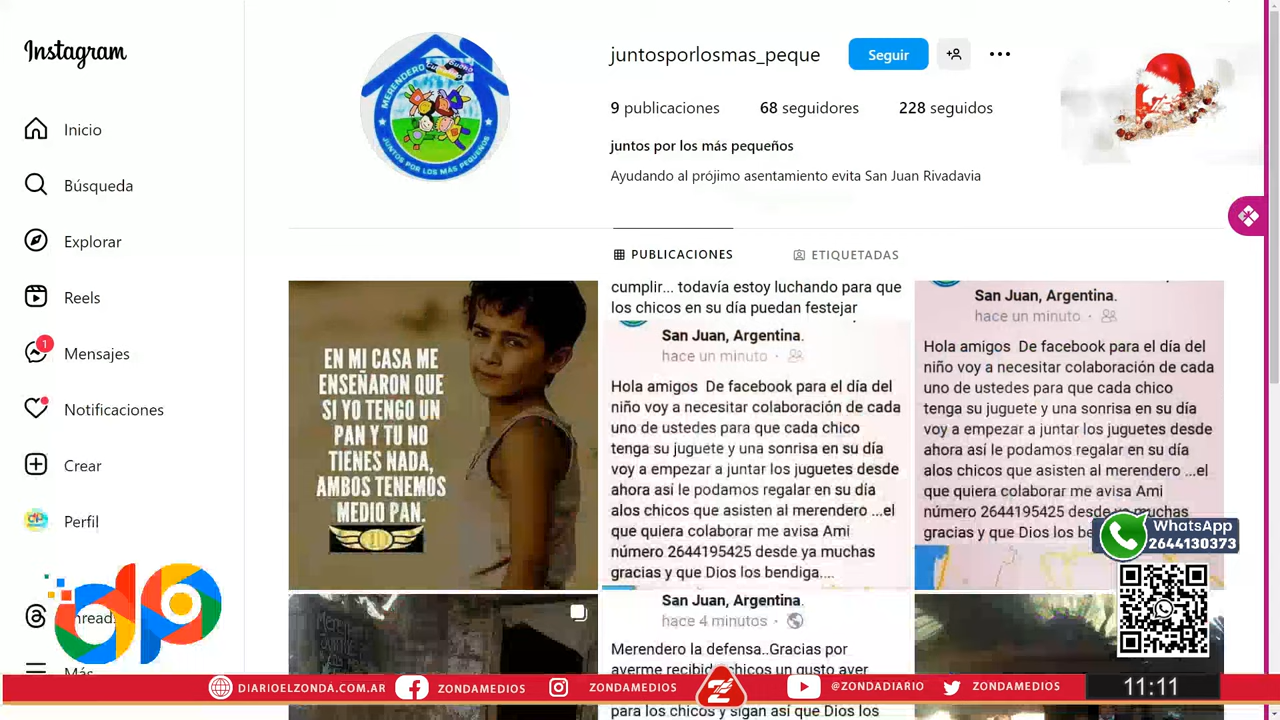 Instagram
Inicio
Búsqueda
Explorar
Reels
1
Mensajes
Notificaciones
Crear
Perfil
Más
MERENDERO
JUNTOS POR LOS MÁS PEQUEÑOS
juntosporlosmas_peque
Seguir
9 publicaciones 68 seguidores 228 seguidos
juntos por los más pequeños
Ayudando al prójimo asentamiento evita San Juan Rivadavia
PUBLICACIONES ETIQUETADAS
EN MI CASA ME
ENSEÑARON QUE
SI YO TENGO UN
PAN Y TU NO
TIENES NADA,
AMBOS TENEMOS
MEDIO PAN.
cumplir... todavía estoy luchando para que
los chicos en su día puedan festejar
San Juan, Argentina.
hace un minuto ·
Hola amigos De facebook para el día del
niño voy a necesitar colaboración de cada
uno de ustedes para que cada chico
tenga su juguete y una sonrisa en su día
voy a empezar a juntar los juguetes desde
ahora así le podamos regalar en su día
alos chicos que asisten al merendero ...el
que quiera colaborar me avisa Ami
número 2644195425 desde ya muchas
gracias y que Dios los bendiga....
San Juan, Argentina.
hace un minuto ·
Hola amigos De facebook para el día del
niño voy a necesitar colaboración de cada
uno de ustedes para que cada chico
tenga su juguete y una sonrisa en su día
voy a empezar a juntar los juguetes desde
ahora así le podamos regalar en su día
alos chicos que asisten al merendero ...el
que quiera colaborar me avisa Ami
número 2644195425 desde ya muchas
gracias y que Dios los be
San Juan, Argentina.
hace 4 minutos ·
Merendero la defensa..Gracias por
averme recibid chicos un gusto aver
para los chicos y sigan así que Dios los
WhatsApp
2644130373
dp
DIARIOELZONDA.COM.AR
ZONDAMEDIOS
ZONDAMEDIOS
@ZONDADIARIO
ZONDAMEDIOS
11:11